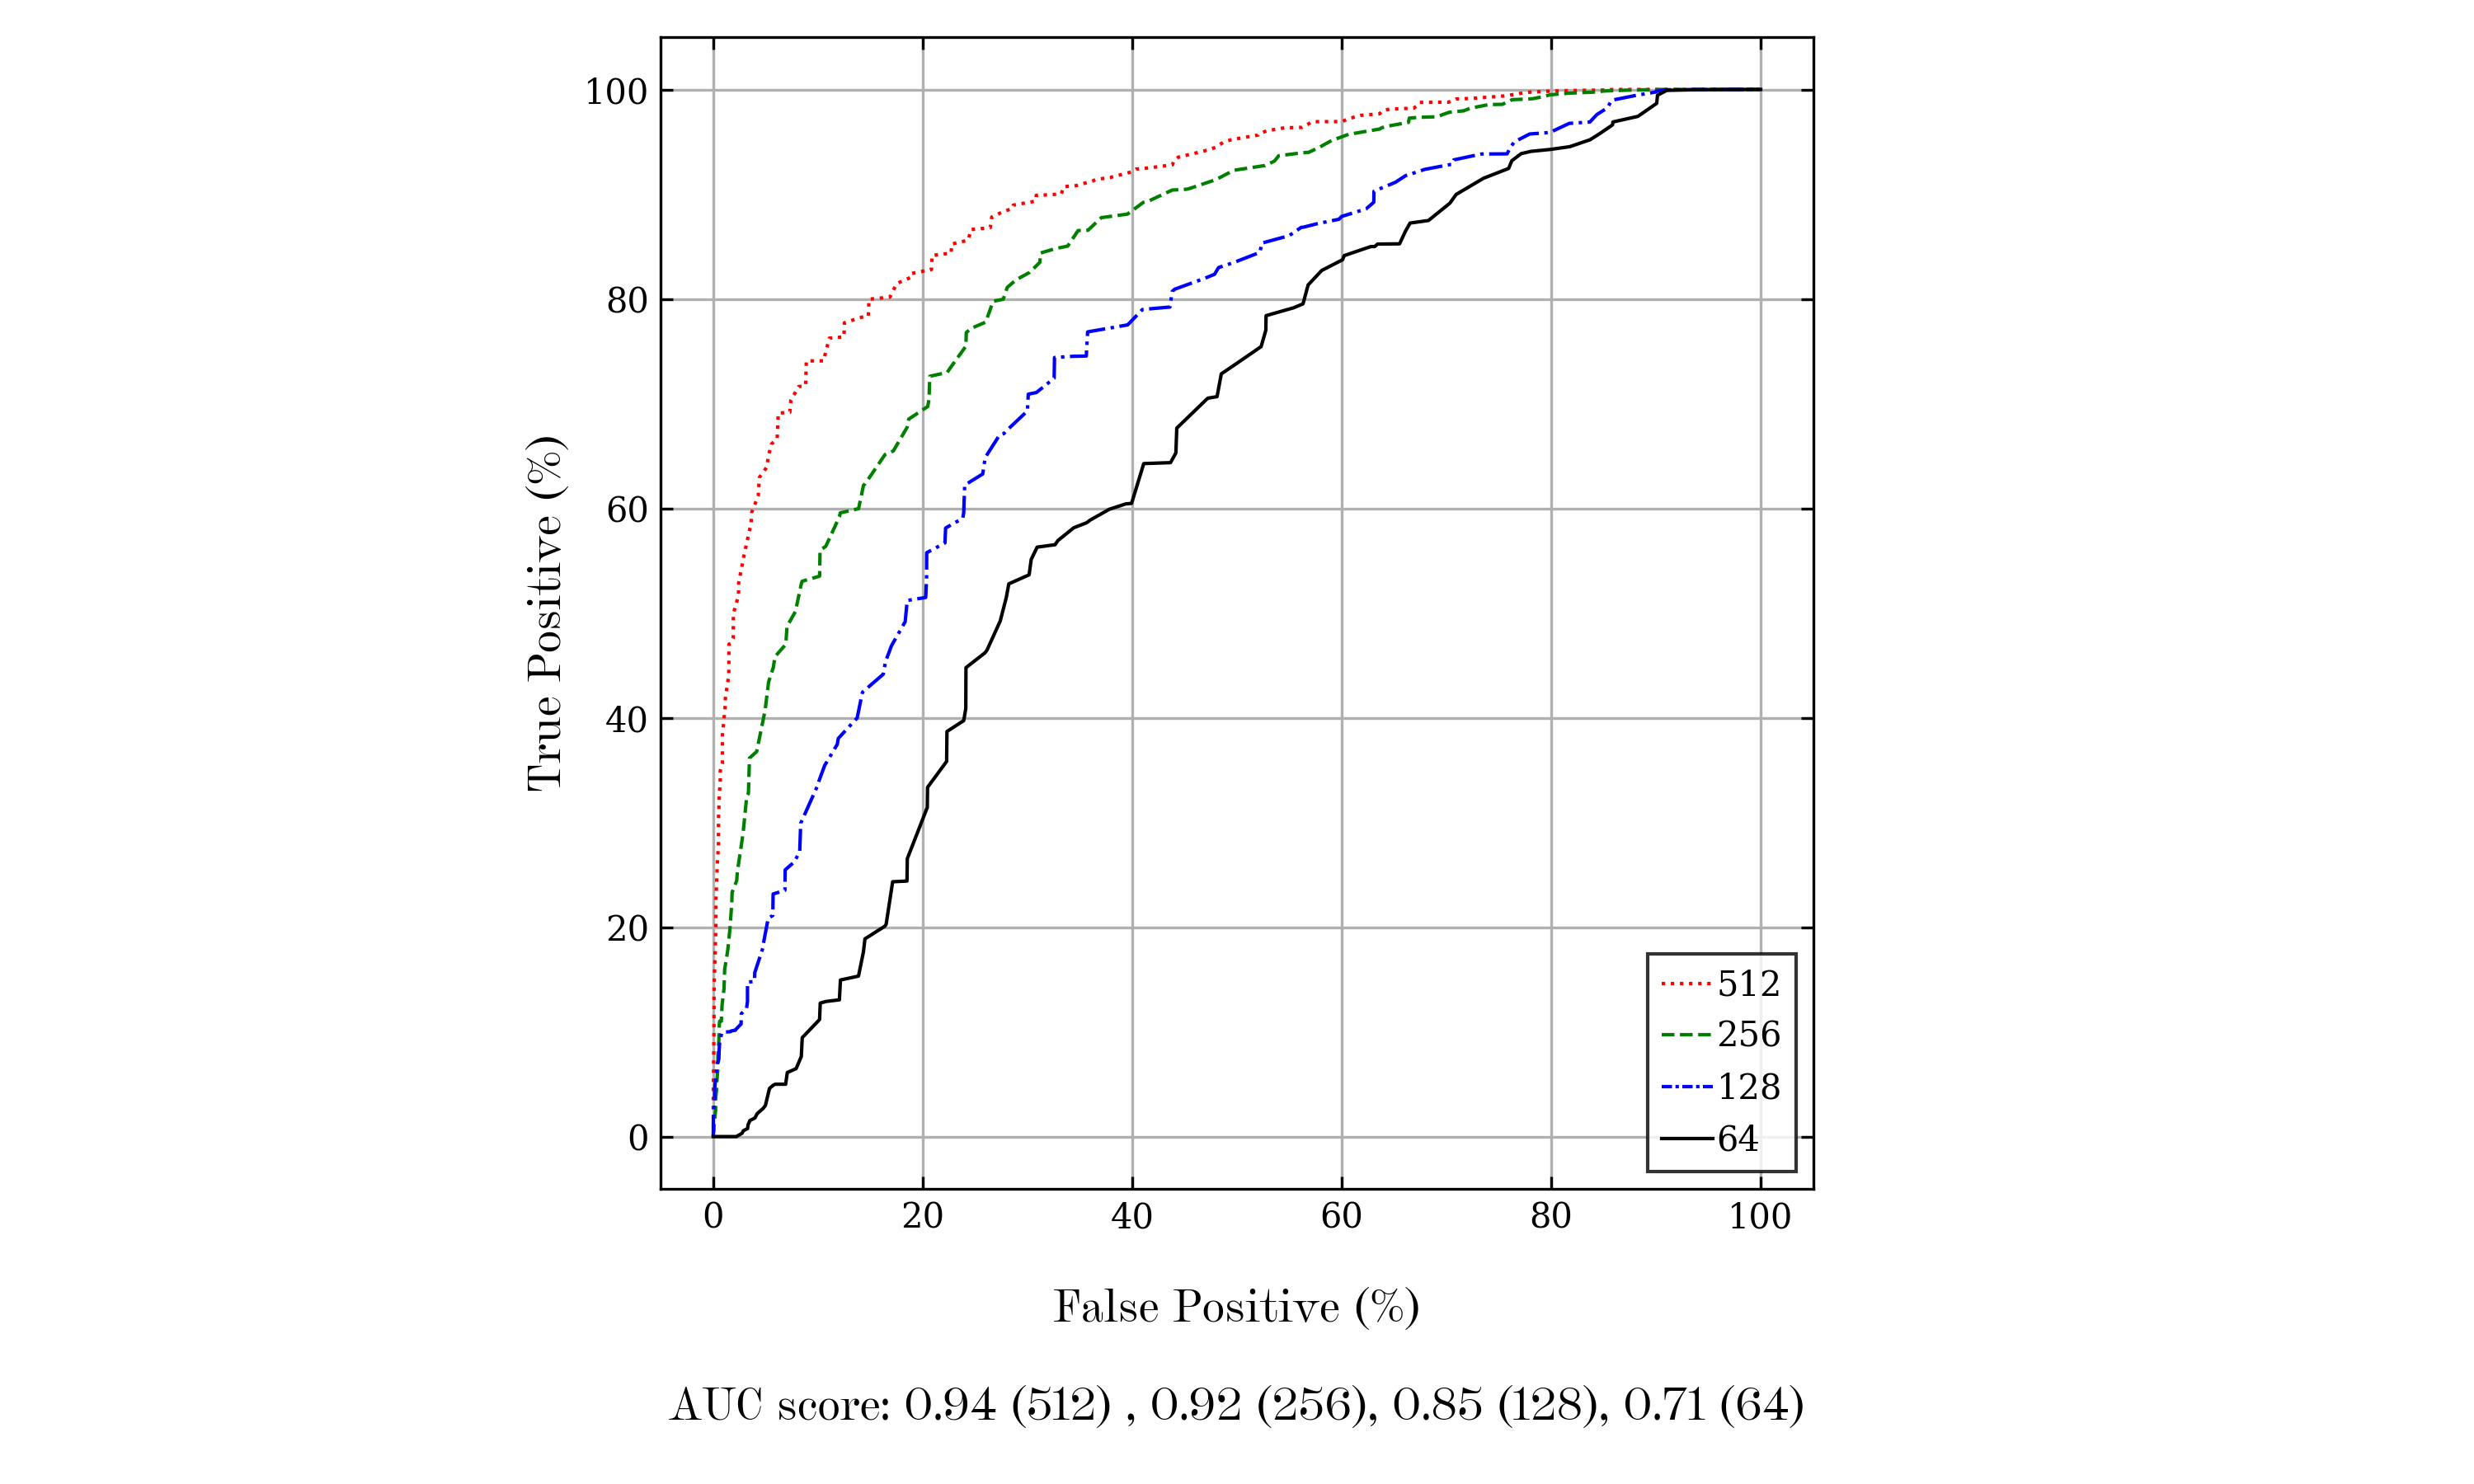 100
80
60
40
20
0
True Positive (%)
512
256
128
64
0 20 40 60 80 100
False Positive (%)
AUC score: 0.94 (512) , 0.92 (256), 0.85 (128), 0.71 (64)